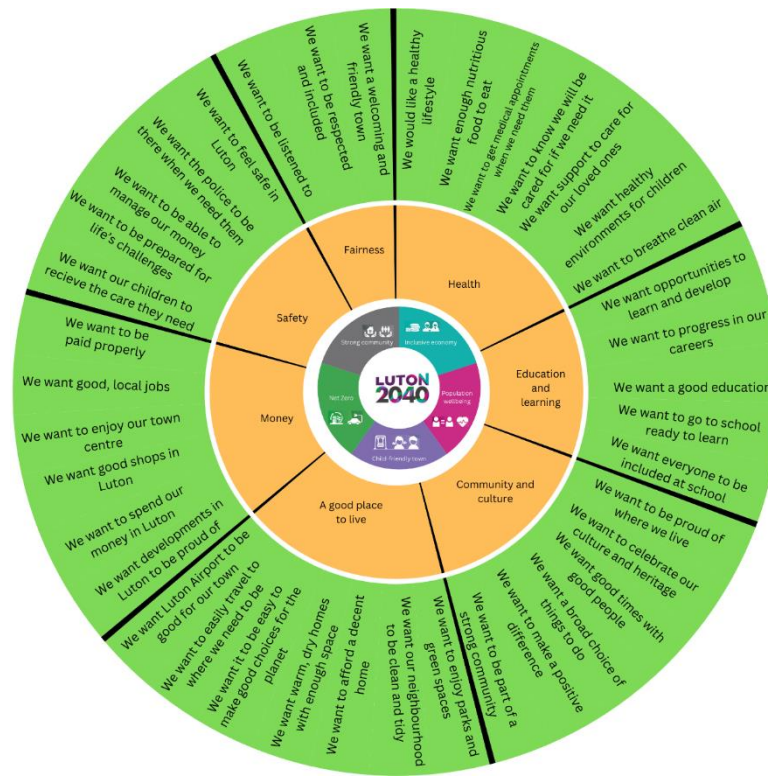 We would like a healthy
lifestyle
We want enough nutritious
food to eat
We want to get medical appointments
when we need them
We want to know we will be
cared for if we need it
We want support to care for
our loved ones
We want healthy
environments for children
We want to breathe clean air
We want opportunities to
learn and develop
We want to progress in our
careers
We want a good education
We want to go to school
ready to learn
We want everyone to be
included at school
We want to be proud of
where we live
We want to celebrate our
culture and heritage
We want good times with
good people
We want a broad choice of
things to do
We want to make a positive
difference
We want to be part of a
strong community
We want to enjoy parks and
green spaces
We want our neighbourhood
to be clean and tidy
We want to afford a decent
home
We want warm, dry homes
with enough space
We want it to be easy to
make good choices for the
planet
We want to easily travel to
where we need to be
We want Luton Airport to be
good for our town
We want developments in
Luton to be proud of
We want to spend our
money in Luton
We want good shops in
Luton
We want to enjoy our town
centre
We want good, local jobs
We want to be
paid properly
We want our children to
recieve the care they need
We want to be prepared for
life's challenges
We want to be able to
manage our money
We want the police to be
there when we need them
We want to feel safe in
Luton
We want to be listened to
We want to be respected
and included
We want a welcoming and
friendly town
Health
Education
and
learning
Community and
culture
A good place
to live
Money
Safety
Fairness
Inclusive economy
Population
wellbeing
Child friendly town
Net Zero
Strong community
LUTON
2040